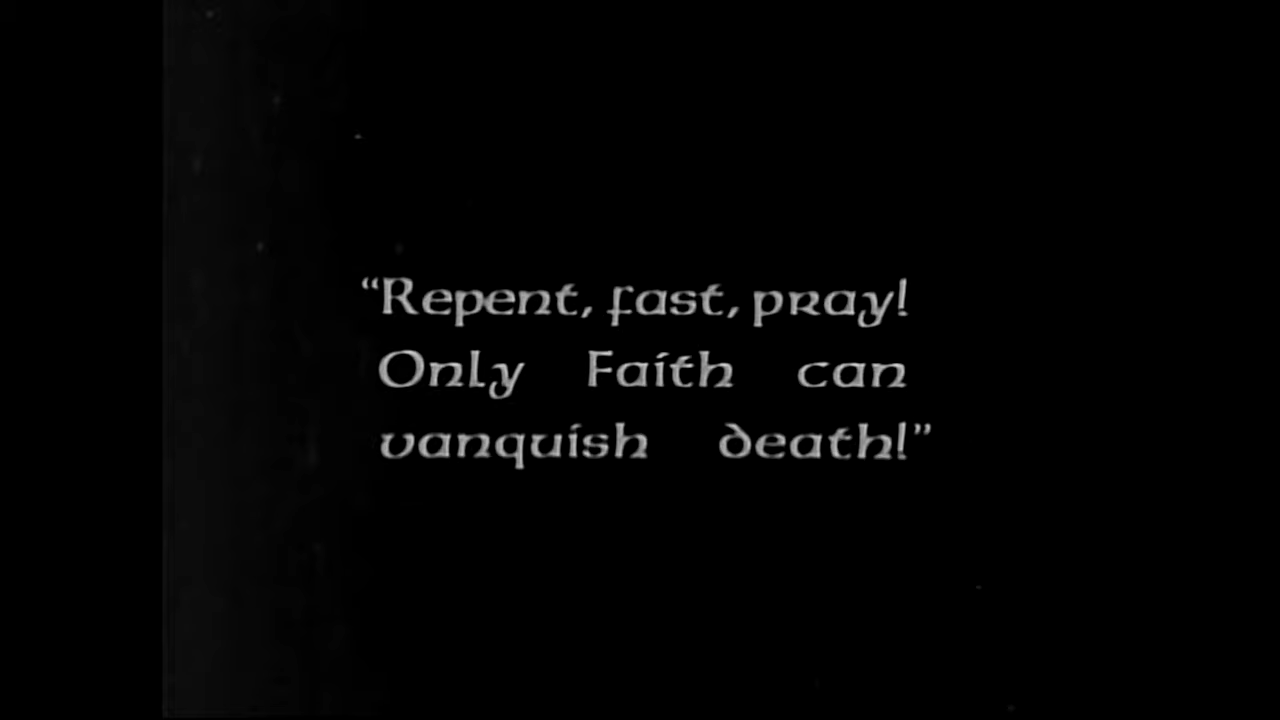 “Repent, fast, pray!
Only Faith can
vanquish death!”